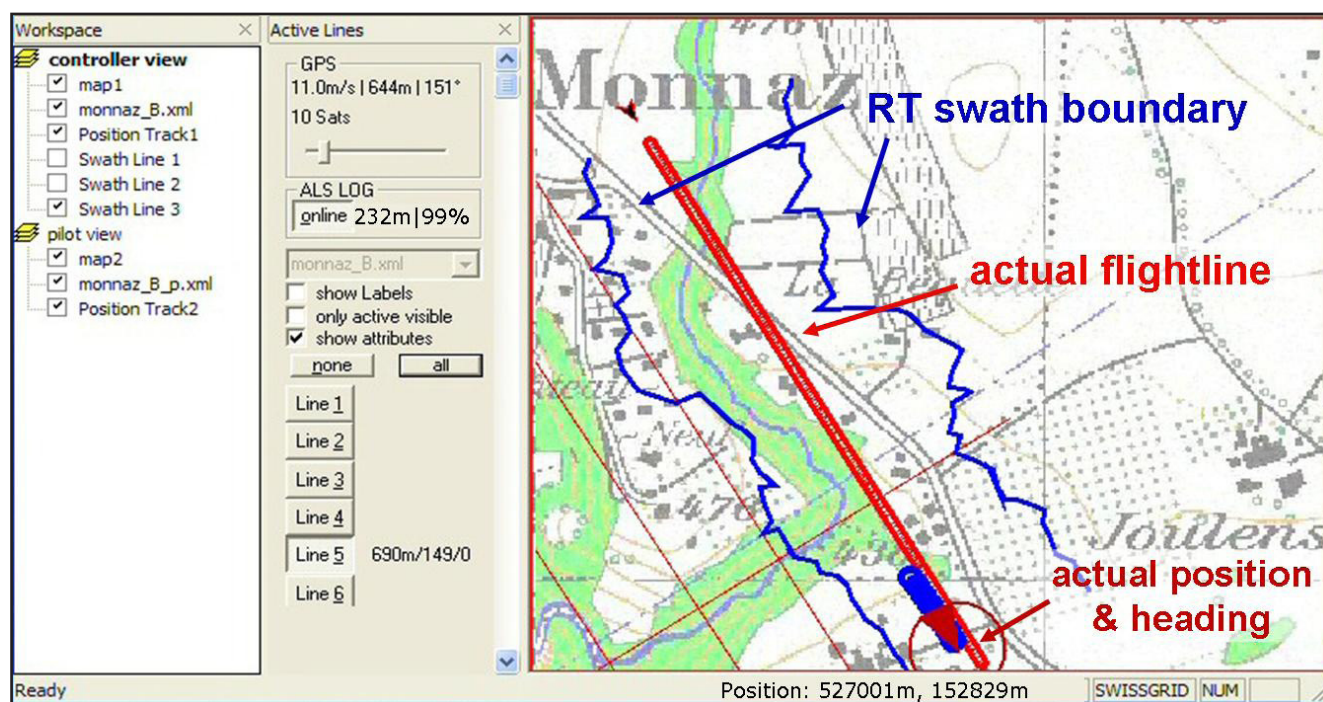 Workspace
controller view
map1
monnaz_B.xml
Position Track1
Swath Line 1
Swath Line 2
Swath Line 3
pilot view
map2
monnaz_B_p.xml
Position Track2
Active Lines
GPS
11.0m/s | 644m | 151°
10 Sats
ALS LOG
online 232m|99%
monnaz_B.xml
show Labels
only active visible
show attributes
none all
Line 1
Line 2
Line 3
Line 4
Line 5 690m/149/0
Line 6
Monnaz
RT swath boundary
actual flightline
476
430
Joulens
actual position
& heading
Ready
Position: 527001m, 152829m
SWISSGRID NUM